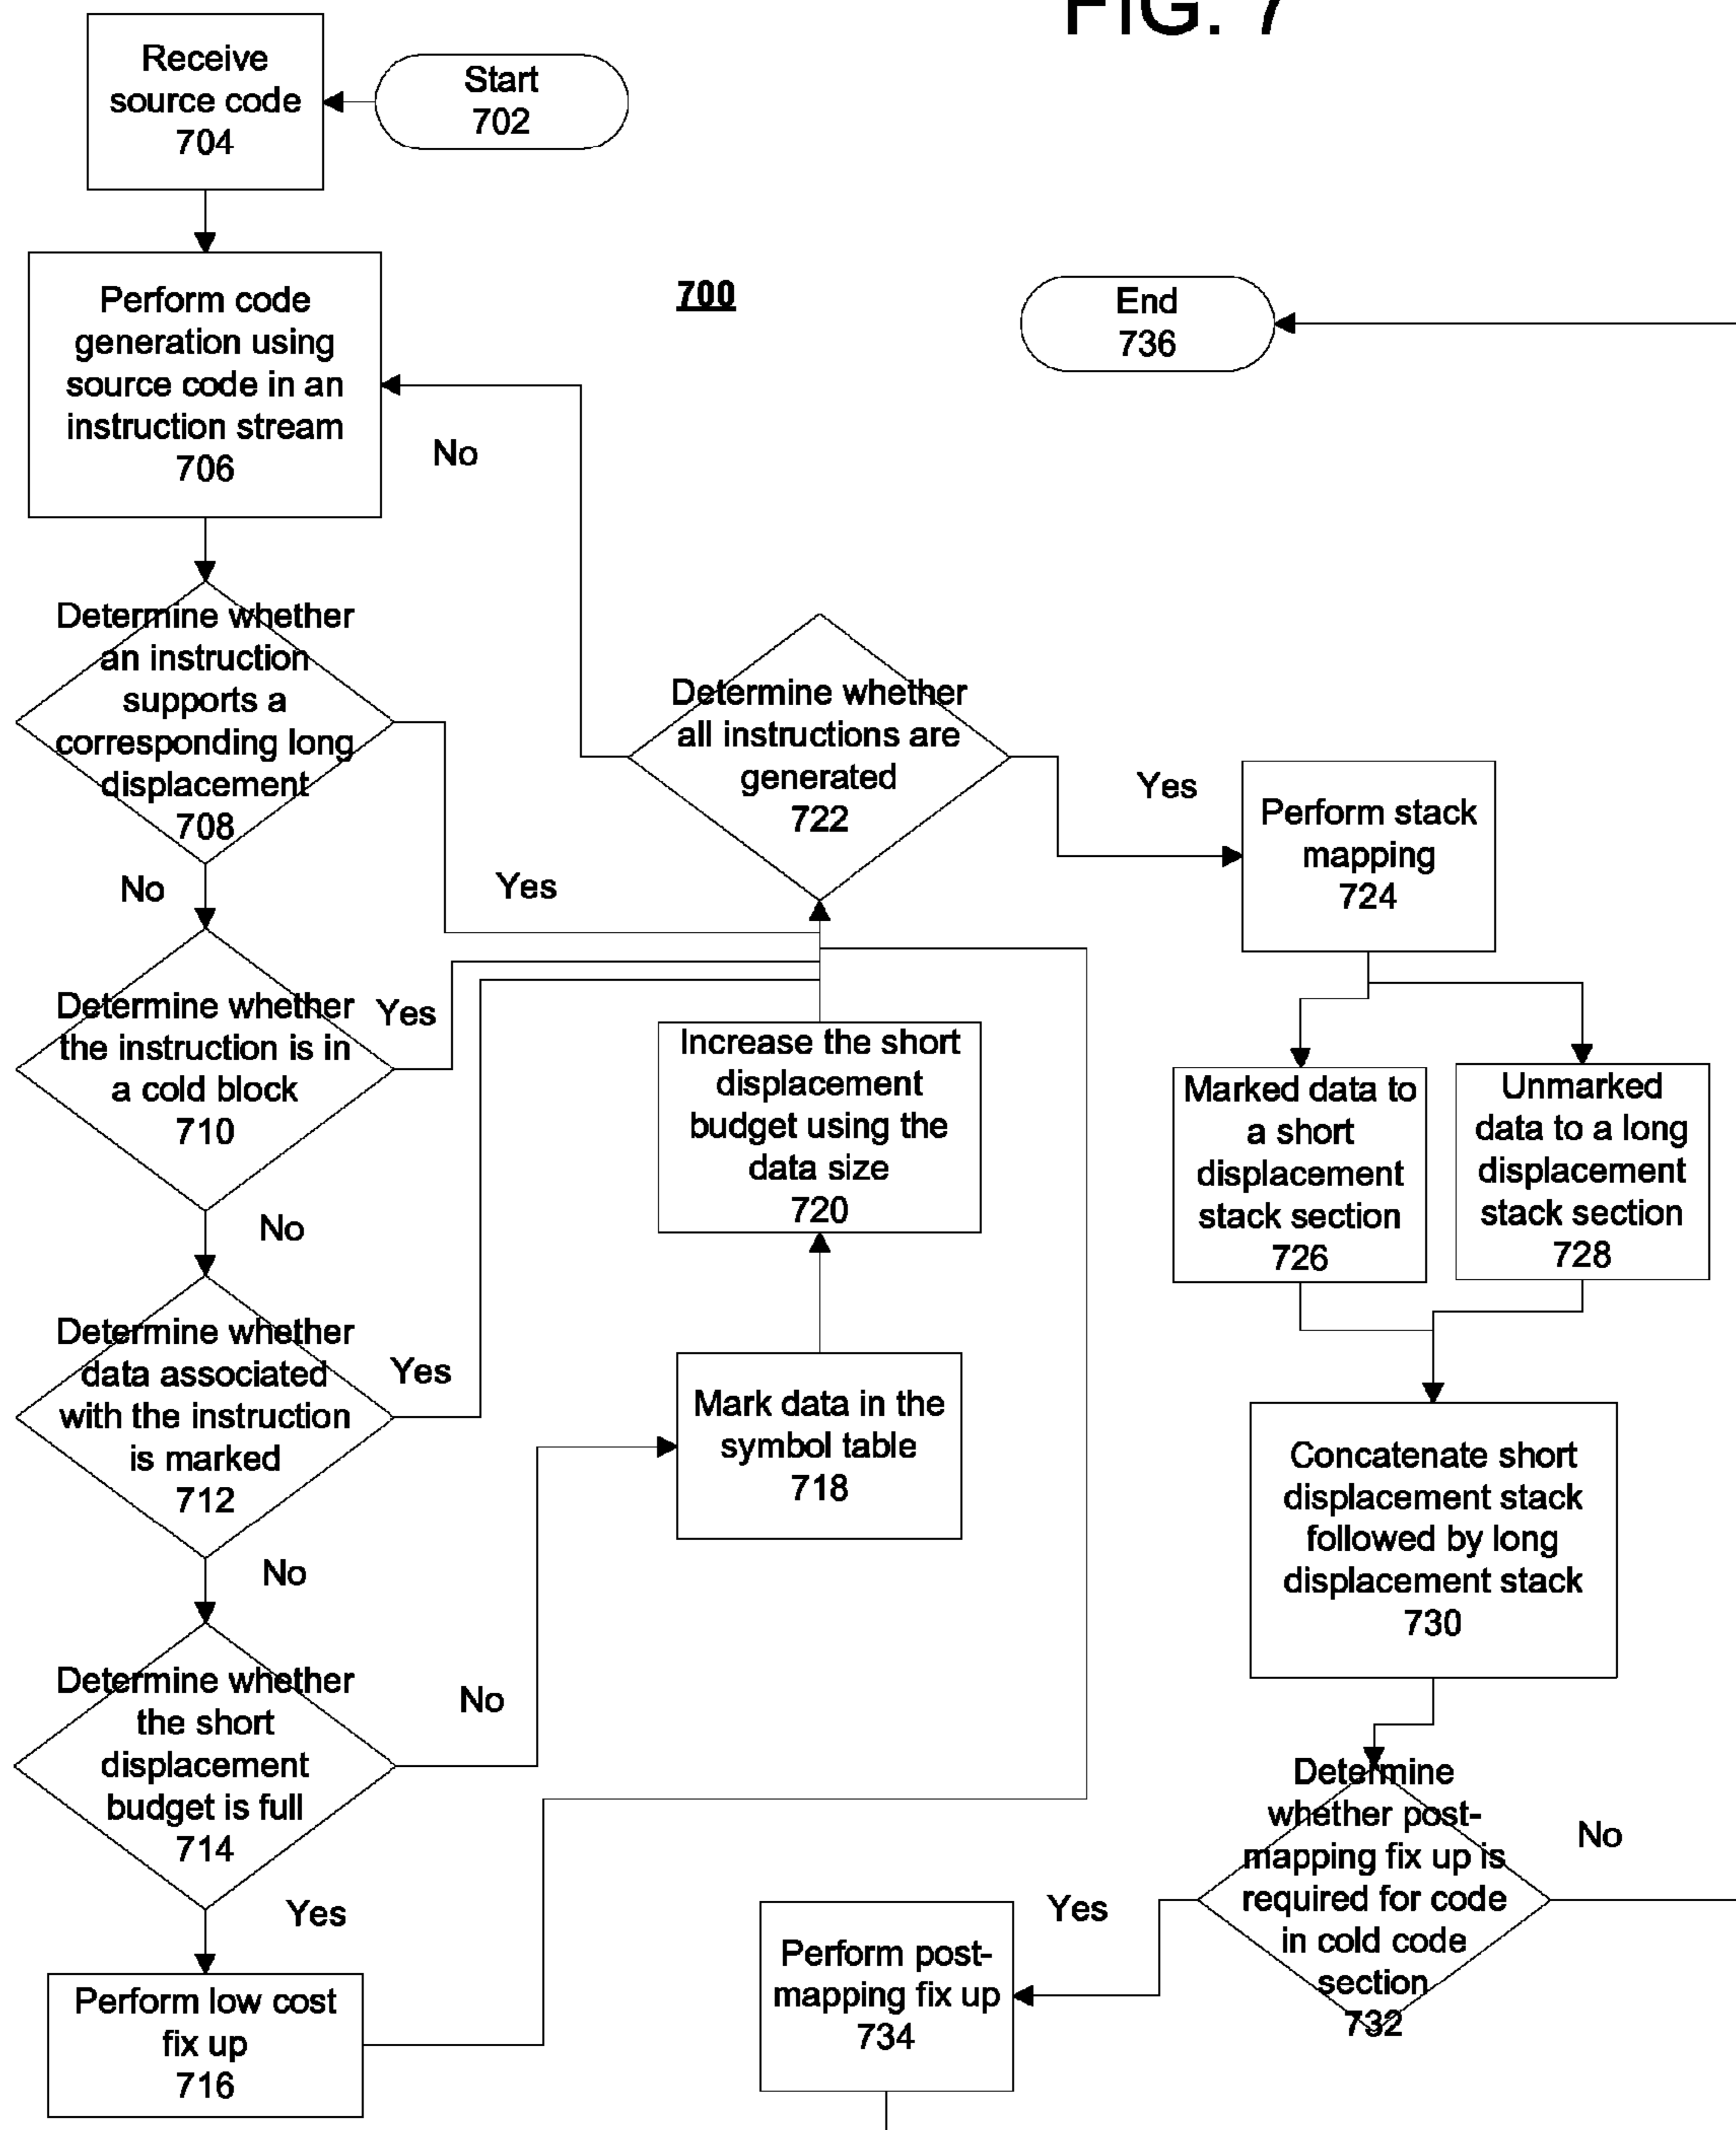 FIG. 7
Receive
source code
704
Start
702
Perform code
generation using
source code in an
instruction stream
706
700
End
736
No
Determine whether
an instruction
supports a
corresponding long
displacement
708
Determine whether
all instructions are
generated
722
Yes
Perform stack
mapping
724
No
Yes
Determine whether
the instruction is in
a cold block
710
Yes
Increase the short
displacement
budget using the
data size
720
Marked data to
a short
displacement
stack section
726
Unmarked
data to a long
displacement
stack section
728
No
Determine whether
data associated
with the instruction
is marked
712
Yes
Mark data in the
symbol table
718
Concatenate short
displacement stack
followed by long
displacement stack
730
No
Determine whether
the short
displacement
budget is full
714
No
Determine
whether post-
mapping fix up is
required for code
in cold code
section
732
No
Yes
Yes
Perform low cost
fix up
716
Perform post-
mapping fix up
734